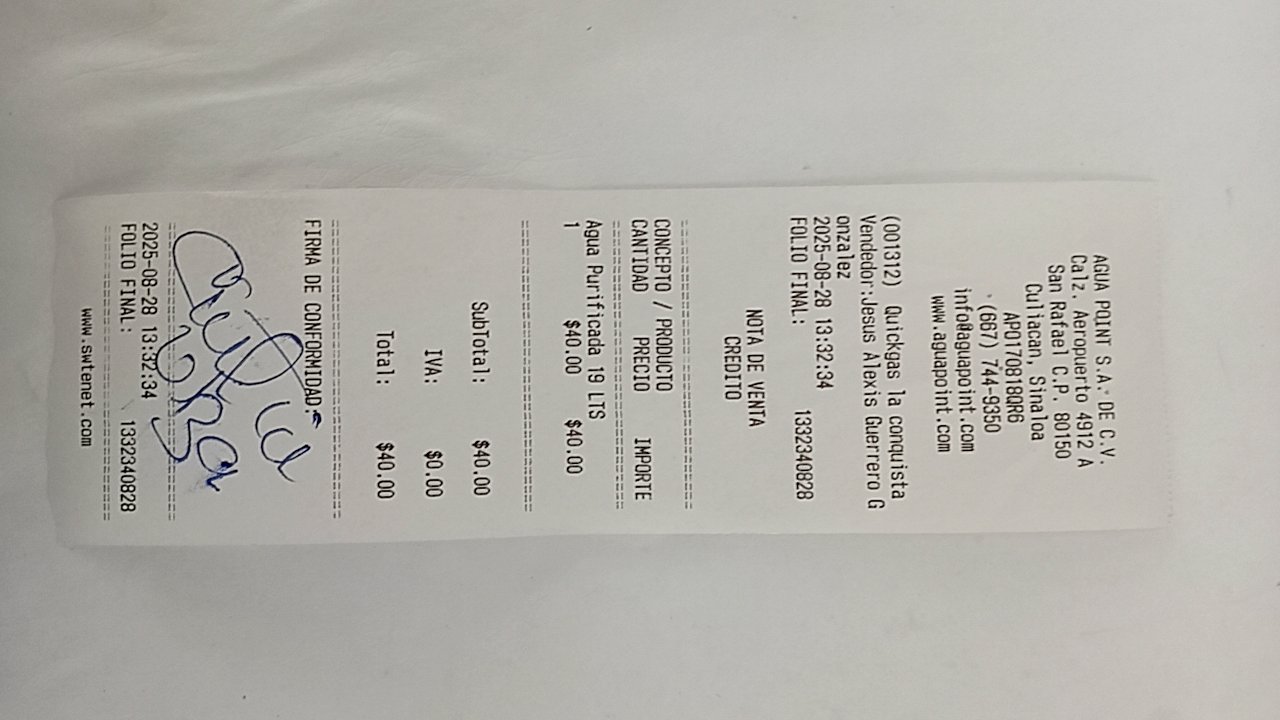 AGUA POINT S.A. DE C.V.
Calz. Aeropuerto 4912 A
San Rafael C.P. 80150
Culiacan, Sinaloa
APO170818QR6
(667) 744-9350
info@aguapoint.com
www.aguapoint.com
(001312) Quickgas la conquista
Vendedor:Jesus Alexis Guerrero G
onzalez
2025-08-28 13:32:34
FOLIO FINAL: 1332340828
NOTA DE VENTA
CREDITO
CONCEPTO / PRODUCTO
CANTIDAD PRECIO IMPORTE
Agua Purificada 19 LTS
1 $40.00 $40.00
SubTotal: $40.00
IVA: $0.00
Total: $40.00
FIRMA DE CONFORMIDAD:
2025-08-28 13:32:34
FOLIO FINAL: 1332340828
www.swtenet.com